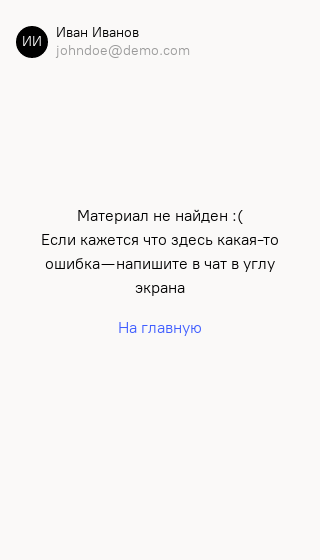 ИИ
Иван Иванов
johndoe@demo.com
Материал не найден :(
Если кажется что здесь какая-то
ошибка—напишите в чат в углу
экрана
На главную